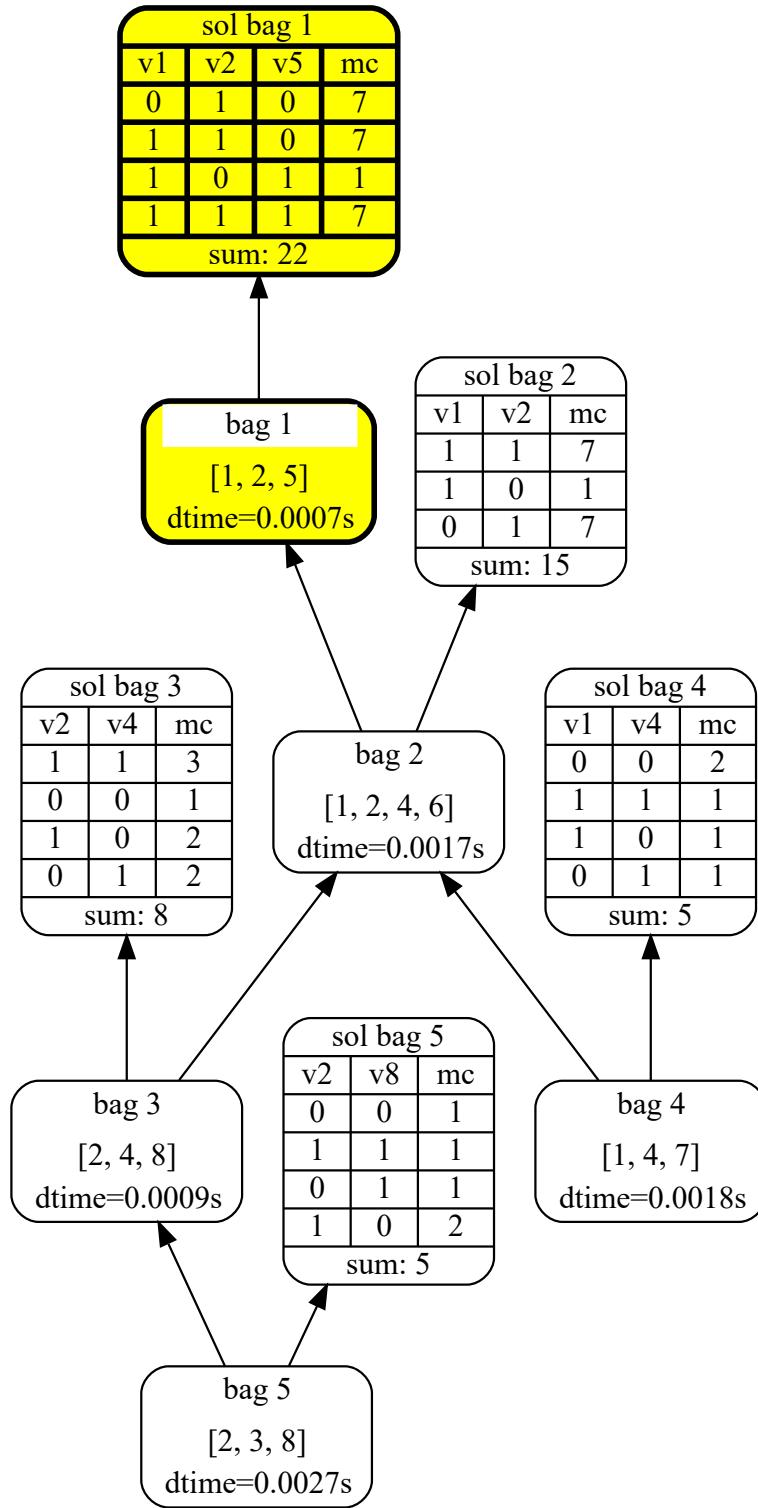 sol bag 1
v1 v2 v5 mc
0 1 0 7
1 1 0 7
1 0 1 1
1 1 1 7
sum: 22
bag 1
[1, 2, 5]
dtime=0.0007s
sol bag 2
v1 v2 mc
1 1 7
1 0 1
0 1 7
sum: 15
sol bag 3
v2 v4 mc
1 1 3
0 0 1
1 0 2
0 1 2
sum: 8
bag 2
[1, 2, 4, 6]
dtime=0.0017s
sol bag 4
v1 v4 mc
0 0 2
1 1 1
1 0 1
0 1 1
sum: 5
bag 3
[2, 4, 8]
dtime=0.0009s
sol bag 5
v2 v8 mc
0 0 1
1 1 1
0 1 1
1 0 2
sum: 5
bag 4
[1, 4, 7]
dtime=0.0018s
bag 5
[2, 3, 8]
dtime=0.0027s